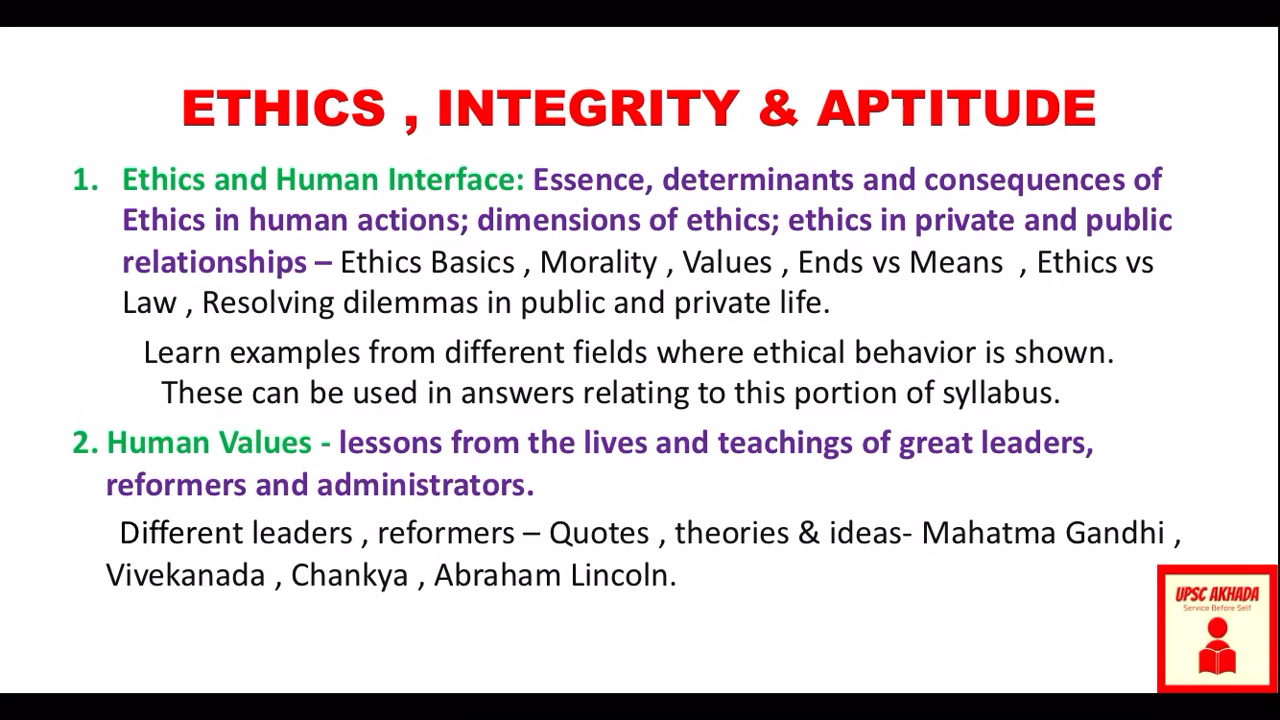 ETHICS , INTEGRITY & APTITUDE
1. Ethics and Human Interface: Essence, determinants and consequences of
Ethics in human actions; dimensions of ethics; ethics in private and public
relationships – Ethics Basics , Morality , Values , Ends vs Means  , Ethics vs
Law , Resolving dilemmas in public and private life.
Learn examples from different fields where ethical behavior is shown.
These can be used in answers relating to this portion of syllabus.
2. Human Values - lessons from the lives and teachings of great leaders,
reformers and administrators.
Different leaders , reformers – Quotes , theories & ideas- Mahatma Gandhi ,
Vivekanada , Chankya , Abraham Lincoln.
UPSC AKHADA
Service Before Self